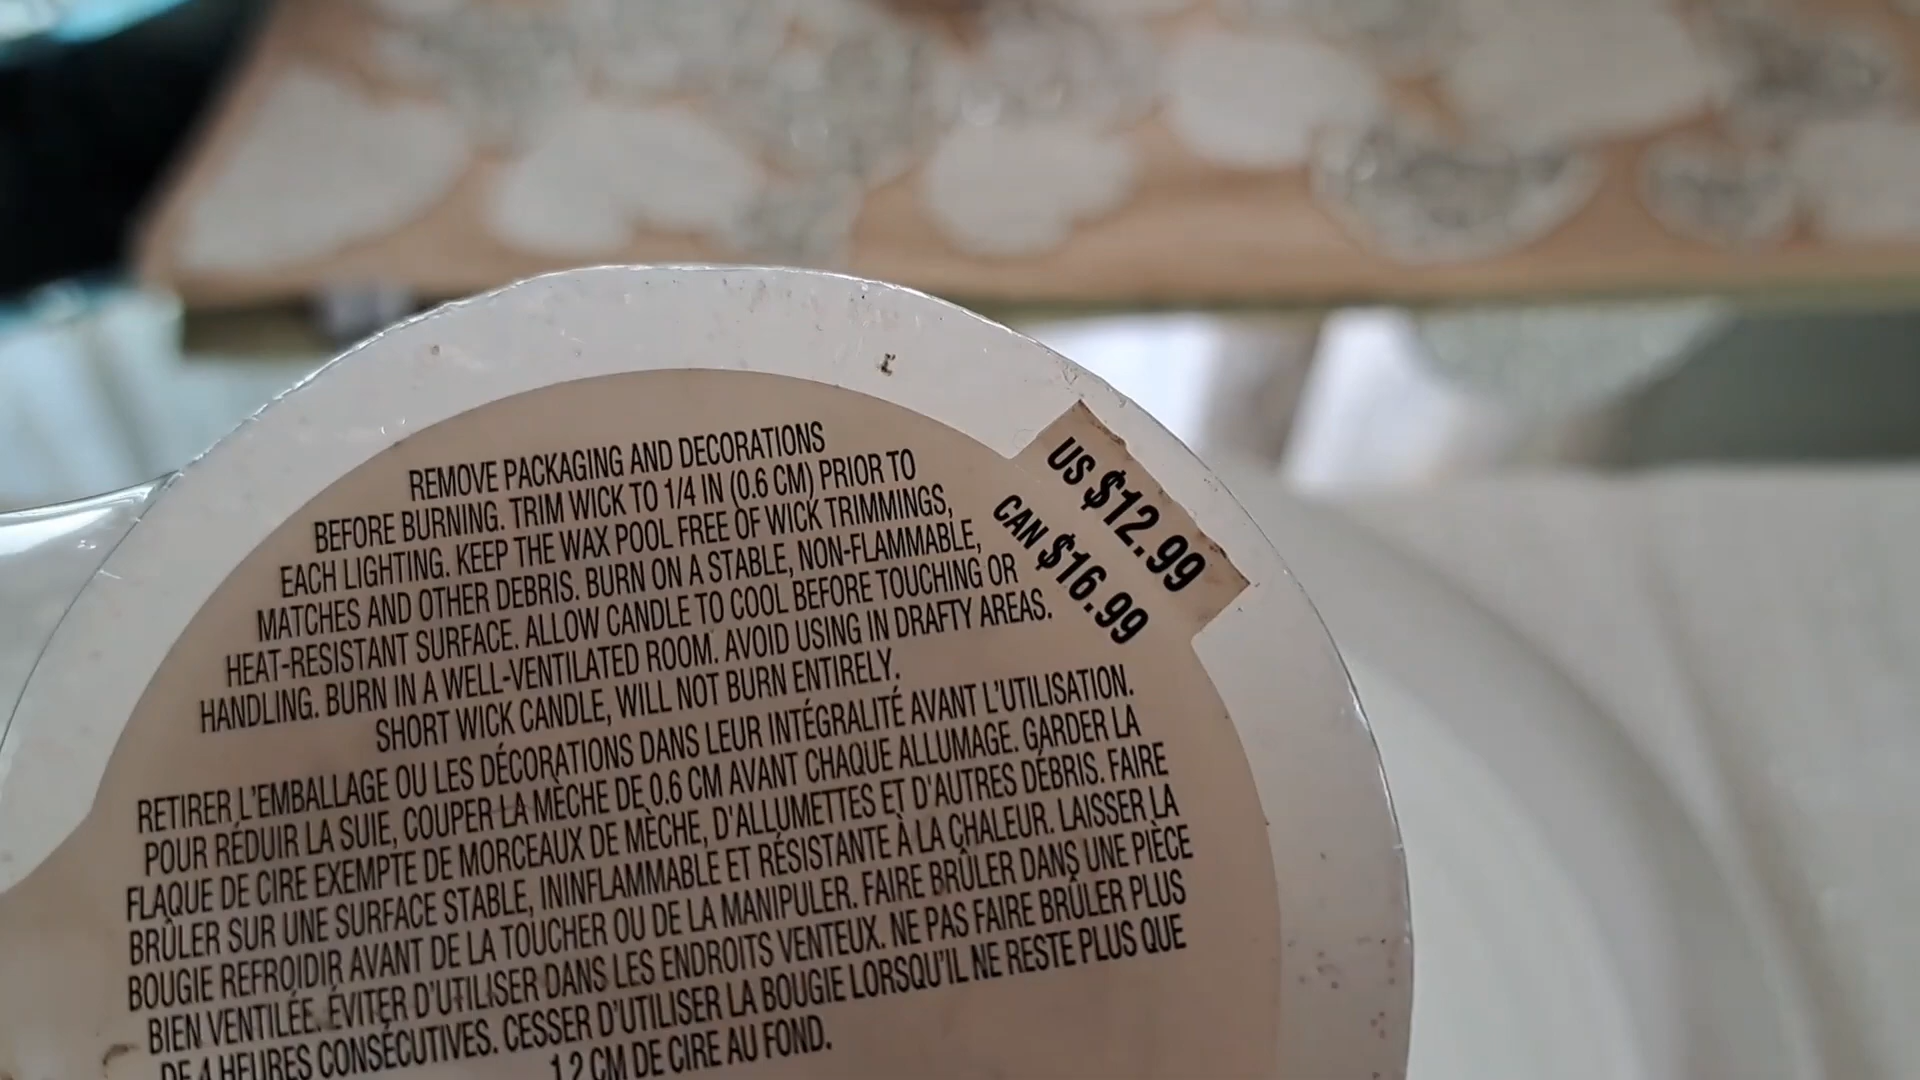 REMOVE PACKAGING AND DECORATIONS
BEFORE BURNING. TRIM WICK TO 1/4 IN (0.6 CM) PRIOR TO
EACH LIGHTING. KEEP THE WAX POOL FREE OF WICK TRIMMINGS,
MATCHES AND OTHER DEBRIS. BURN ON A STABLE, NON-FLAMMABLE,
HEAT-RESISTANT SURFACE. ALLOW CANDLE TO COOL BEFORE TOUCHING OR
HANDLING. BURN IN A WELL-VENTILATED ROOM. AVOID USING IN DRAFTY AREAS.
SHORT WICK CANDLE, WILL NOT BURN ENTIRELY.
US $12.99
CAN $16.99
RETIRER L'EMBALLAGE OU LES DÉCORATIONS DANS LEUR INTÉGRALITÉ AVANT L'UTILISATION.
POUR RÉDUIR LA SUIE, COUPER LA MÈCHE DE 0.6 CM AVANT CHAQUE ALLUMAGE. GARDER LA
FLAQUE DE CIRE EXEMPTE DE MORCEAUX DE MÈCHE, D'ALLUMETTES ET D'AUTRES DÉBRIS. FAIRE
BRÛLER SUR UNE SURFACE STABLE, ININFLAMMABLE ET RÉSISTANTE À LA CHALEUR. LAISSER LA
BOUGIE REFROIDIR AVANT DE LA TOUCHER OU DE LA MANIPULER. FAIRE BRÛLER DANS UNE PIÈCE
BIEN VENTILÉE. ÉVITER D'UTILISER DANS LES ENDROITS VENTEUX. NE PAS FAIRE BRÛLER PLUS
DE 4 HEURES CONSÉCUTIVES. CESSER D'UTILISER LA BOUGIE LORSQU'IL NE RESTE PLUS QUE
1.2 CM DE CIRE AU FOND.